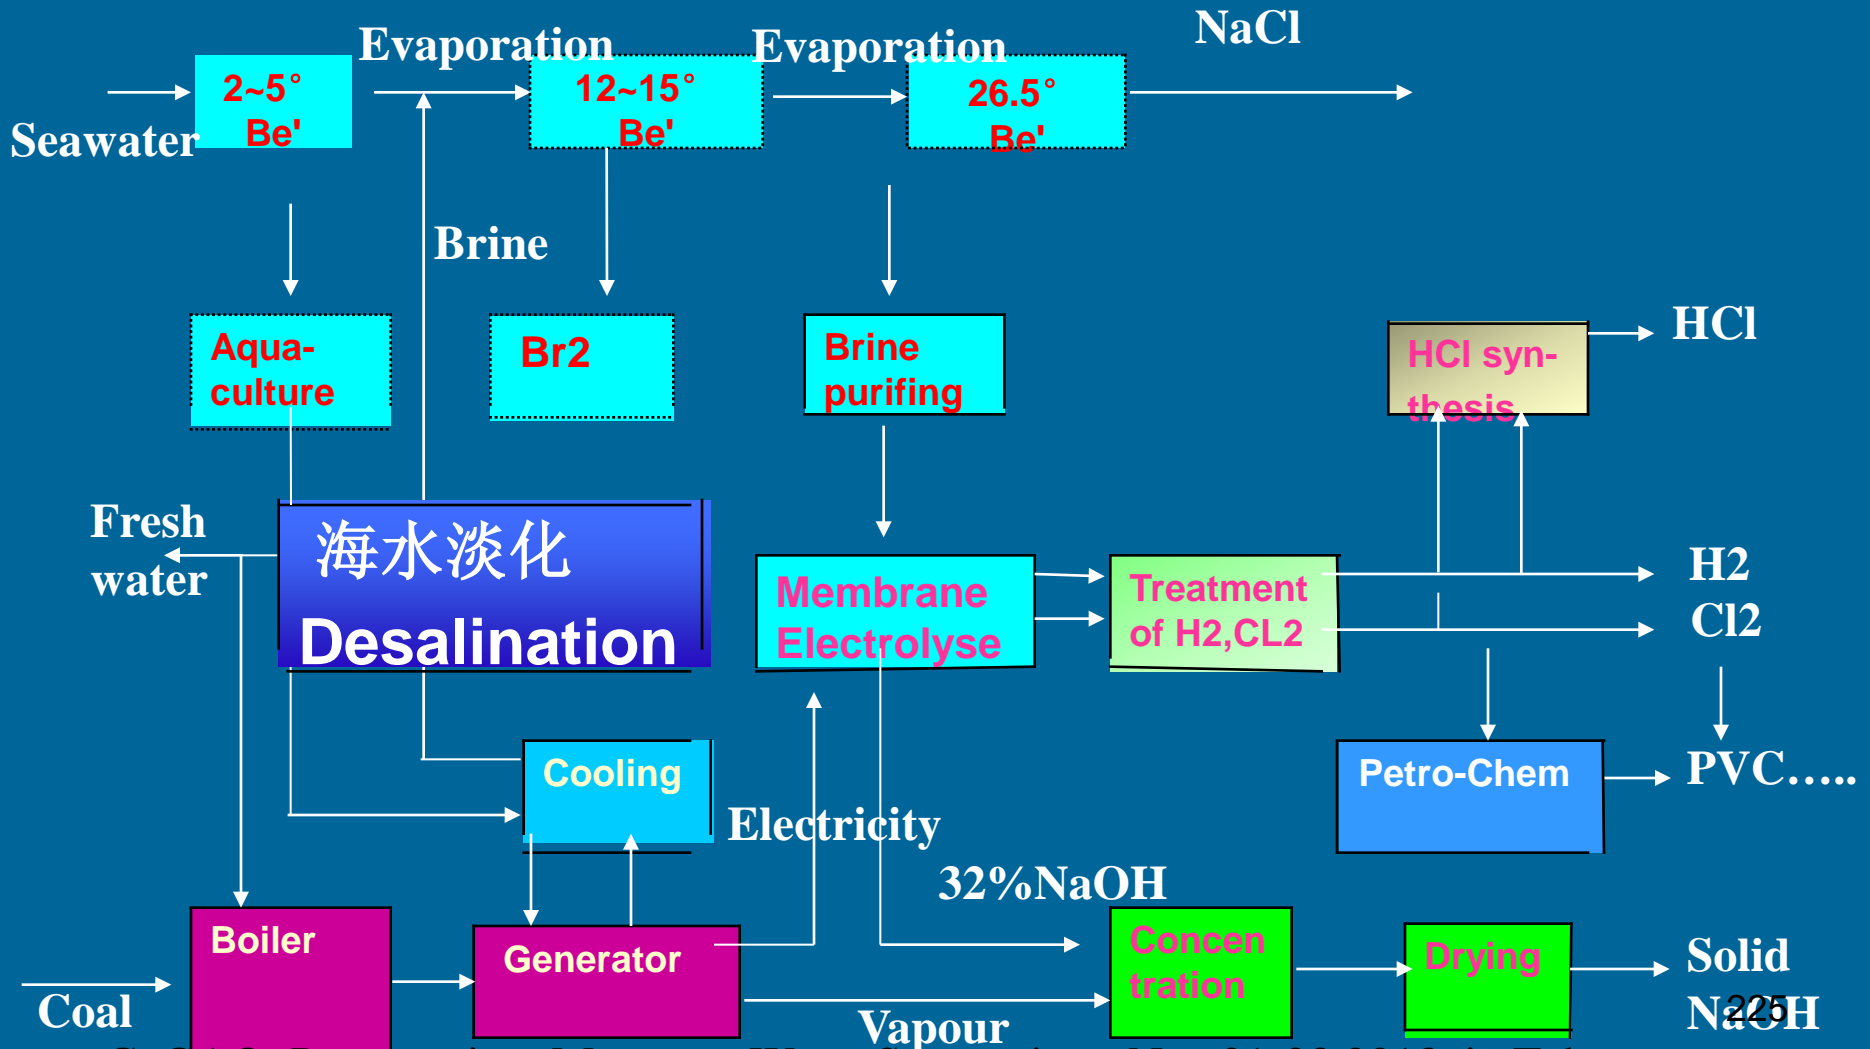 Evaporation
Evaporation
NaCl
2~5°
Be'
12~15°
Be'
26.5°
Be'
Seawater
Brine
Aqua-
culture
Br2
Brine
purifing
HCl syn-
thesis
HCl
Fresh
water
海水淡化
Desalination
Membrane
Electrolyse
Treatment
of H2,CL2
H2
Cl2
Cooling
Petro-Chem
PVC…..
Electricity
32%NaOH
Boiler
Generator
Concen
tration
Drying
Solid
NaOH
225
Coal
Vapour